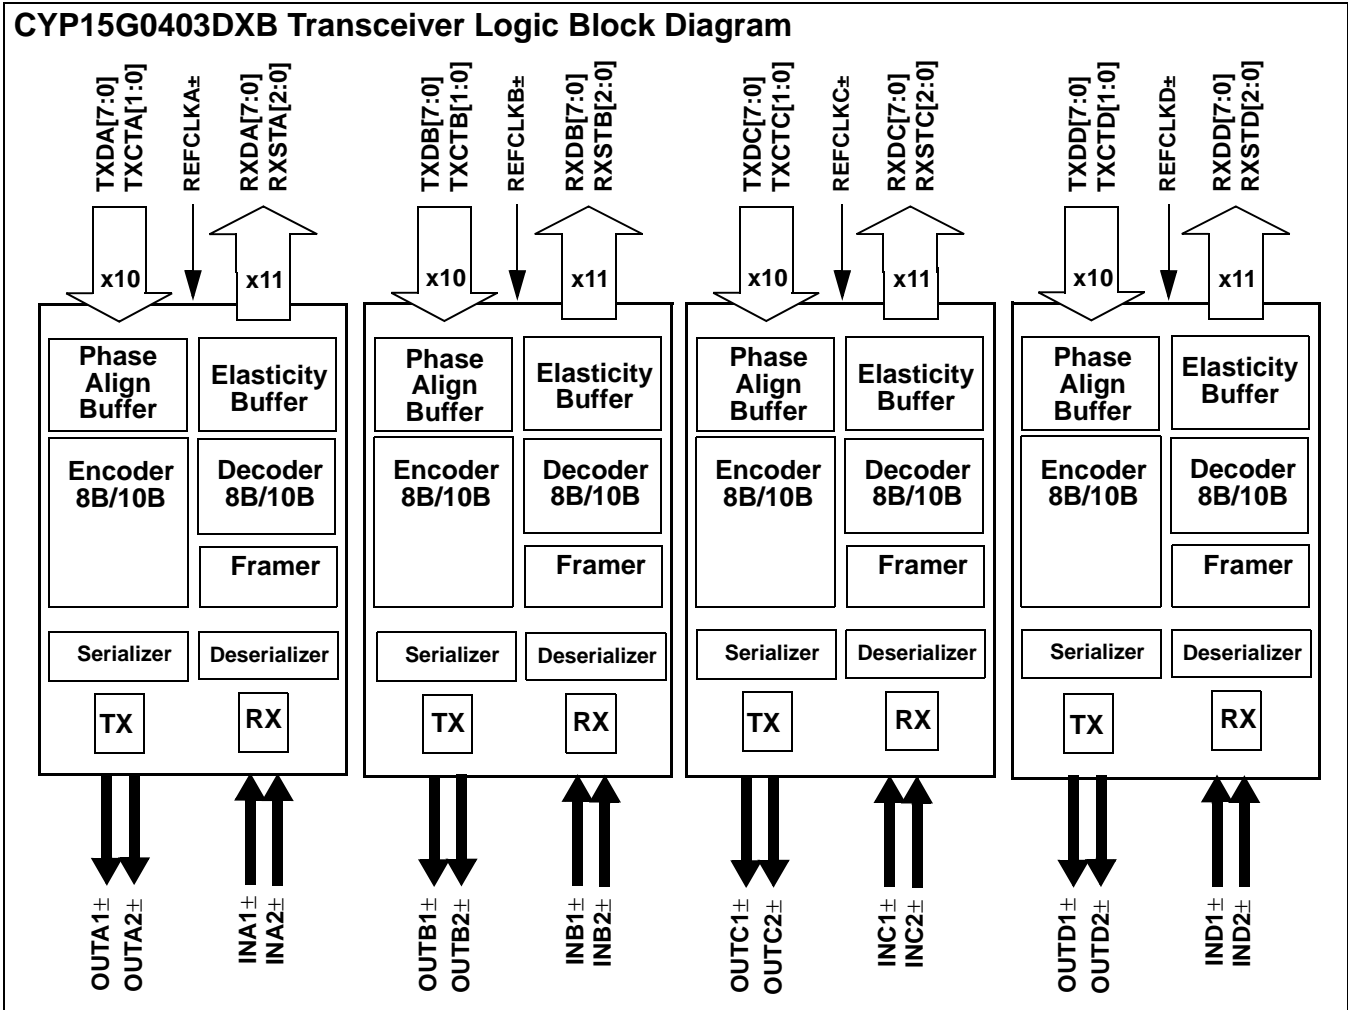 CYP15G0403DXB Transceiver Logic Block Diagram
TXDA[7:0]
TXCTA[1:0]
REFCLKA±
RXDA[7:0]
RXSTA[2:0]
TXDB[7:0]
TXCTB[1:0]
REFCLKB±
RXDB[7:0]
RXSTB[2:0]
TXDC[7:0]
TXCTC[1:0]
REFCLKC±
RXDC[7:0]
RXSTC[2:0]
TXDD[7:0]
TXCTD[1:0]
REFCLKD±
RXDD[7:0]
RXSTD[2:0]
x10
x11
x10
x11
x10
x11
x10
x11
Phase
Align
Buffer
Elasticity
Buffer
Encoder
8B/10B
Decoder
8B/10B
Framer
Serializer
Deserializer
TX
RX
Phase
Align
Buffer
Elasticity
Buffer
Encoder
8B/10B
Decoder
8B/10B
Framer
Serializer
Deserializer
TX
RX
Phase
Align
Buffer
Elasticity
Buffer
Encoder
8B/10B
Decoder
8B/10B
Framer
Serializer
Deserializer
TX
RX
Phase
Align
Buffer
Elasticity
Buffer
Encoder
8B/10B
Decoder
8B/10B
Framer
Serializer
Deserializer
TX
RX
OUTA1±
OUTA2±
INA1±
INA2±
OUTB1±
OUTB2±
INB1±
INB2±
OUTC1±
OUTC2±
INC1±
INC2±
OUTD1±
OUTD2±
IND1±
IND2±